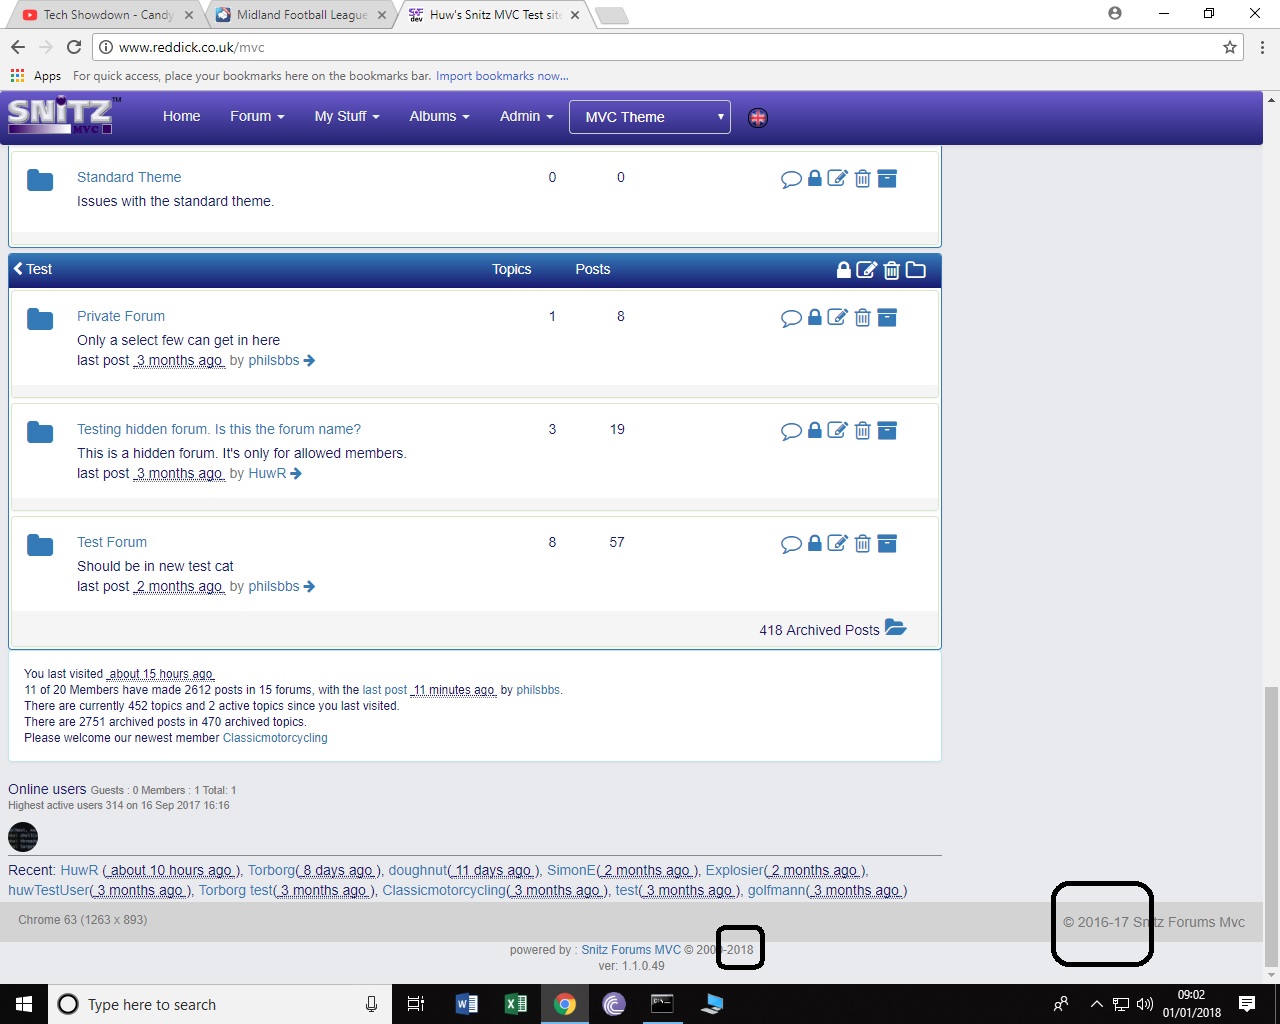 Tech Showdown - Candy
Midland Football League
Huw's Snitz MVC Test site
www.reddick.co.uk/mvc
Apps For quick access, place your bookmarks here on the bookmarks bar. Import bookmarks now...
SNiTZ™ MVC
Home Forum My Stuff Albums Admin MVC Theme
Standard Theme 0 0
Issues with the standard theme.
Test Topics Posts
Private Forum 1 8
Only a select few can get in here
last post 3 months ago by philsbbs
Testing hidden forum. Is this the forum name? 3 19
This is a hidden forum. It's only for allowed members.
last post 3 months ago by HuwR
Test Forum 8 57
Should be in new test cat
last post 2 months ago by philsbbs
418 Archived Posts
You last visited about 15 hours ago
11 of 20 Members have made 2612 posts in 15 forums, with the last post 11 minutes ago by philsbbs.
There are currently 452 topics and 2 active topics since you last visited.
There are 2751 archived posts in 470 archived topics.
Please welcome our newest member Classicmotorcycling
Online users Guests : 0 Members : 1 Total: 1
Highest active users 314 on 16 Sep 2017 16:16
Recent: HuwR ( about 10 hours ago ), Torborg( 8 days ago ), doughnut( 11 days ago ), SimonE( 2 months ago ), Explosier( 2 months ago ),
huwTestUser( 3 months ago ), Torborg test( 3 months ago ), Classicmotorcycling( 3 months ago ), test( 3 months ago ), golfmann( 3 months ago )
Chrome 63 (1263 x 893)
© 2016-17 Snitz Forums Mvc
powered by : Snitz Forums MVC © 2000-2018
ver: 1.1.0.49
Type here to search
09:02
01/01/2018